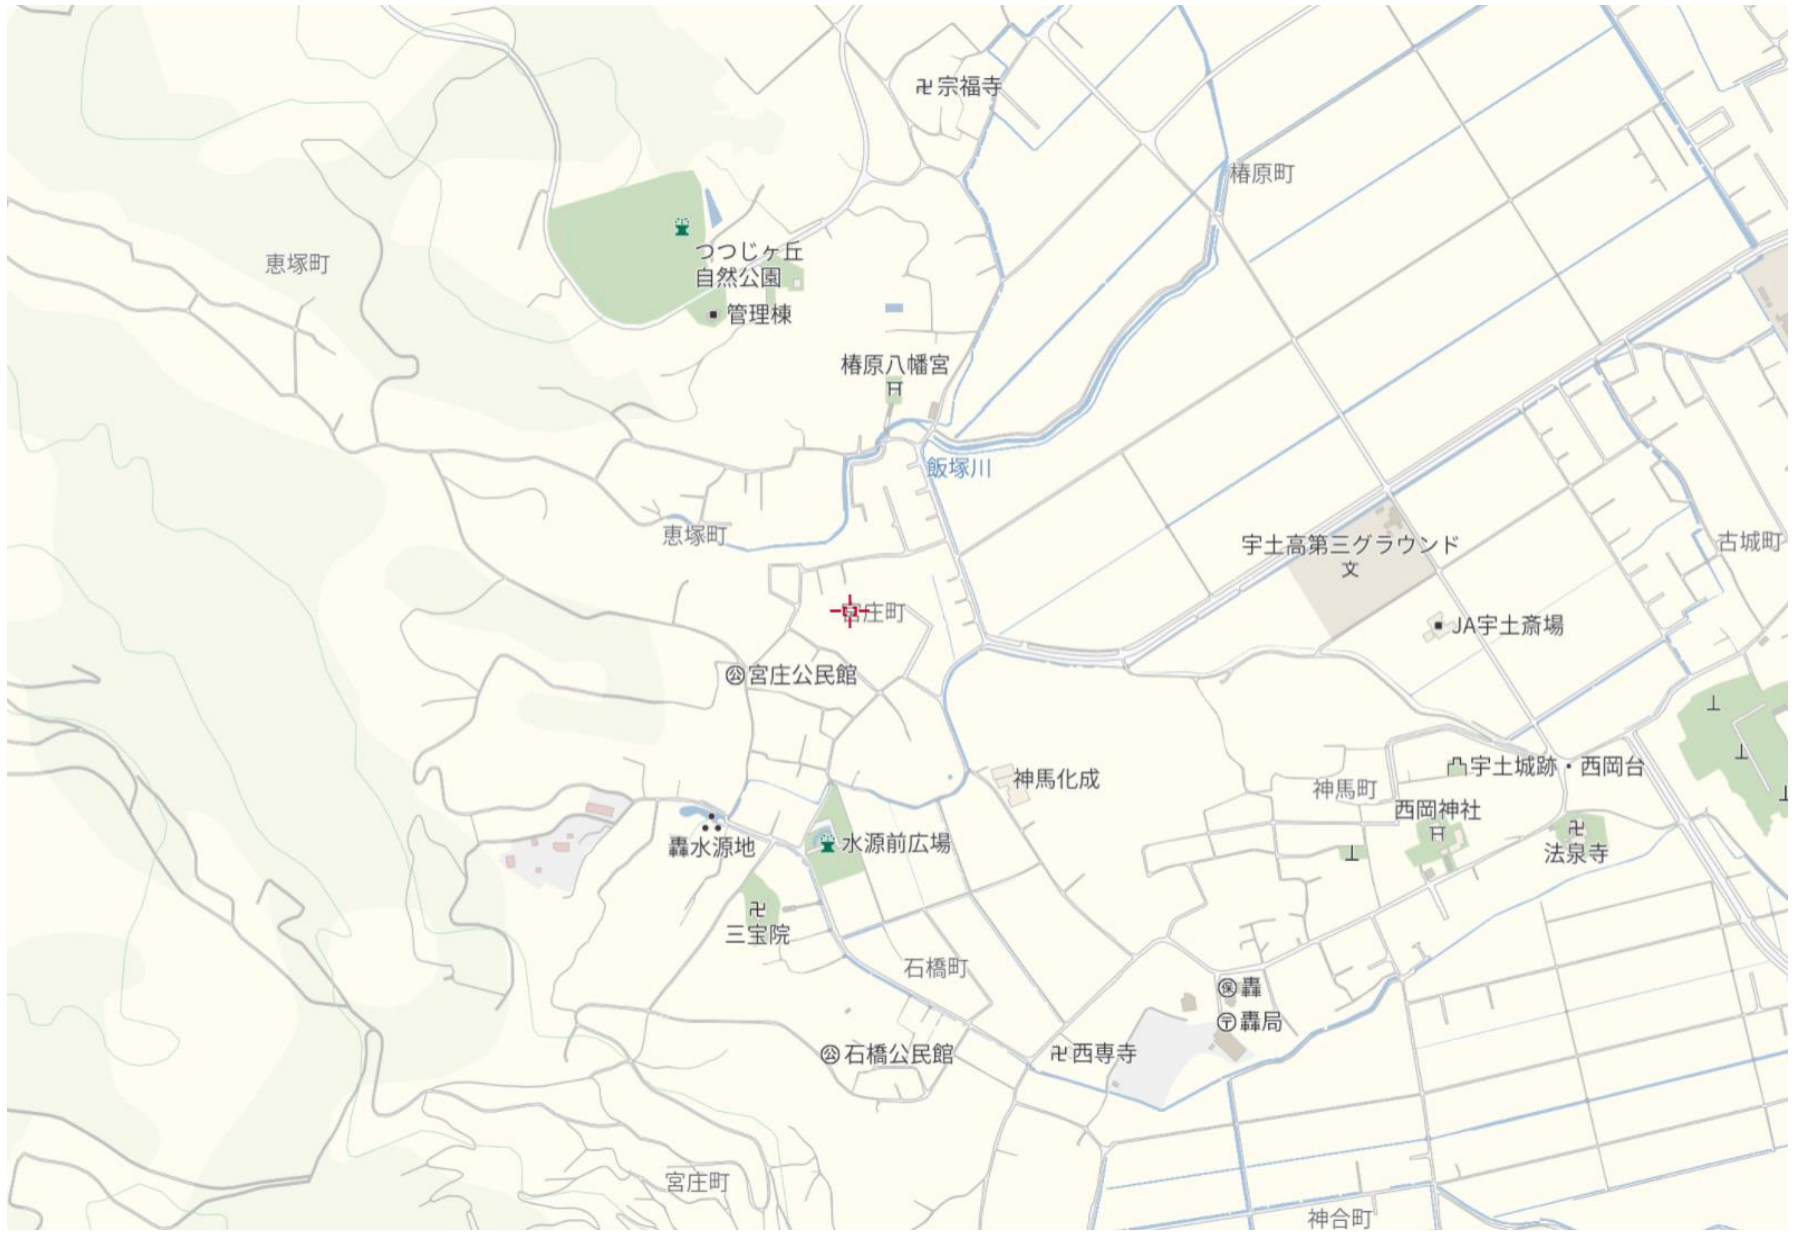 宗福寺
椿原町
つつじヶ丘
自然公園
恵塚町
管理棟
椿原八幡宮
飯塚川
恵塚町
宇土高第三グラウンド
文
古城町
宮庄町
JA宇土斎場
公 宮庄公民館
神馬化成
宇土城跡・西岡台
神馬町
西岡神社
轟水源地
水源前広場
法泉寺
三宝院
石橋町
保 轟
轟局
公 石橋公民館
西専寺
宮庄町
神合町